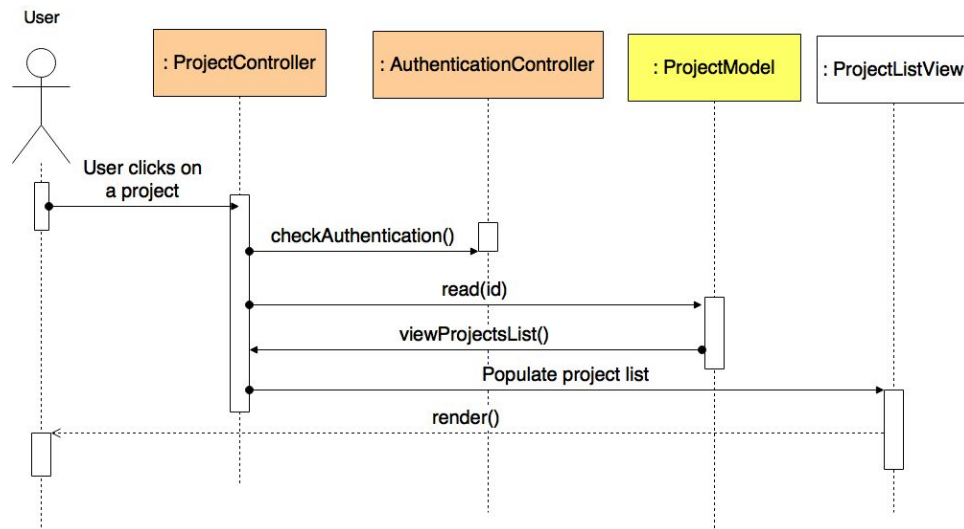 User
: ProjectController
: AuthenticationController
: ProjectModel
: ProjectListView
User clicks on
a project
checkAuthentication()
read(id)
viewProjectsList()
Populate project list
render()